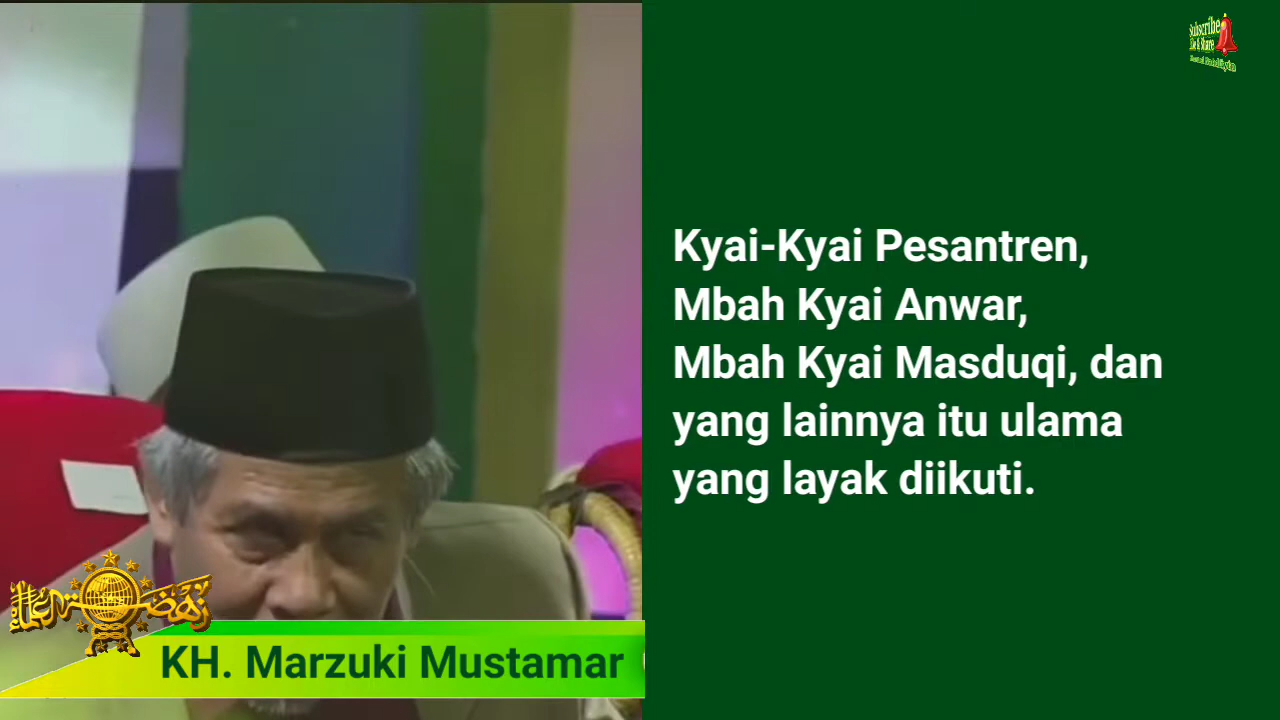 Subscribe
Kyai-Kyai Pesantren,
Mbah Kyai Anwar,
Mbah Kyai Masduqi, dan
yang lainnya itu ulama
yang layak diikuti.
KH. Marzuki Mustamar